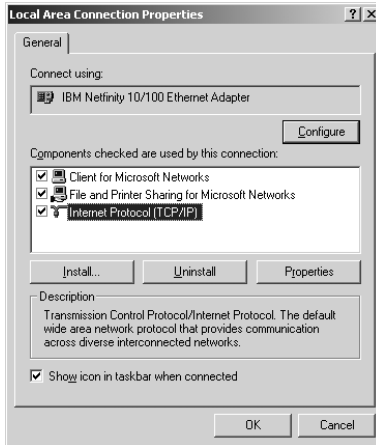 Local Area Connection Properties
General
Connect using:
IBM Netfinity 10/100 Ethernet Adapter
Configure
Components checked are used by this connection:
Client for Microsoft Networks
File and Printer Sharing for Microsoft Networks
Internet Protocol (TCP/IP)
Install... Uninstall Properties
Description
Transmission Control Protocol/Internet Protocol. The default
wide area network protocol that provides communication
across diverse interconnected networks.
Show icon in taskbar when connected
OK Cancel